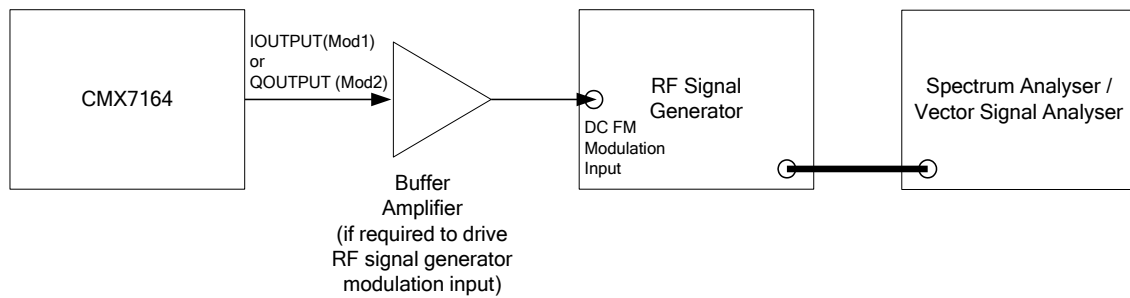 CMX7164
IOUTPUT(Mod1)
or
QOUTPUT (Mod2)
Buffer
Amplifier
(if required to drive
RF signal generator
modulation input)
RF Signal
Generator
DC FM
Modulation
Input
Spectrum Analyser /
Vector Signal Analyser